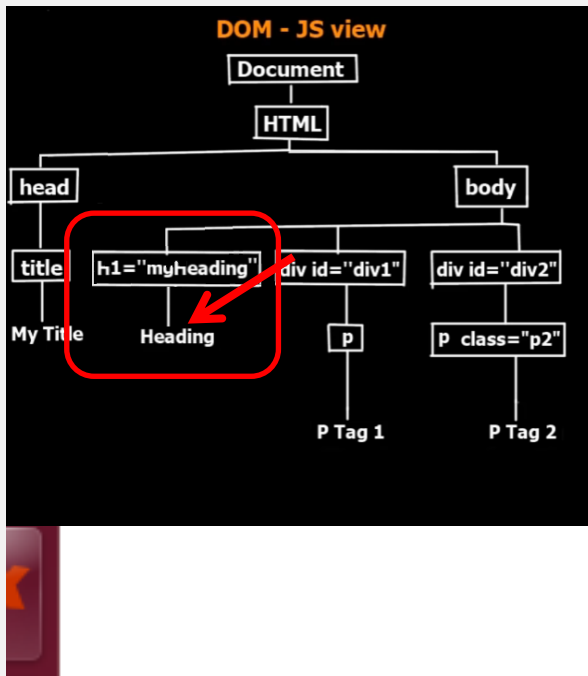 DOM - JS view
Document
HTML
head
body
title
h1="myheading"
div id="div1"
div id="div2"
My Title
Heading
p
p class="p2"
P Tag 1
P Tag 2